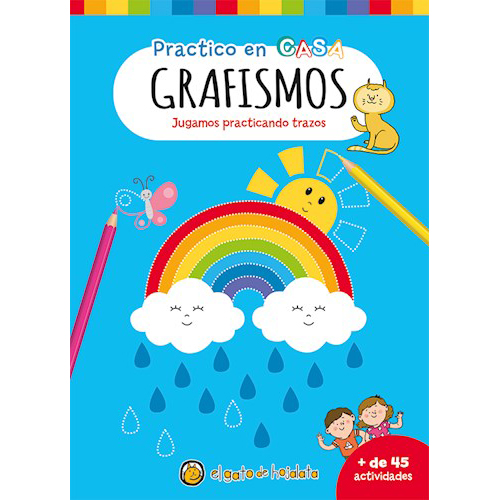 Practico en CASA
GRAFISMOS
Jugamos practicando trazos
+ de 45
actividades
el gato de hojalata